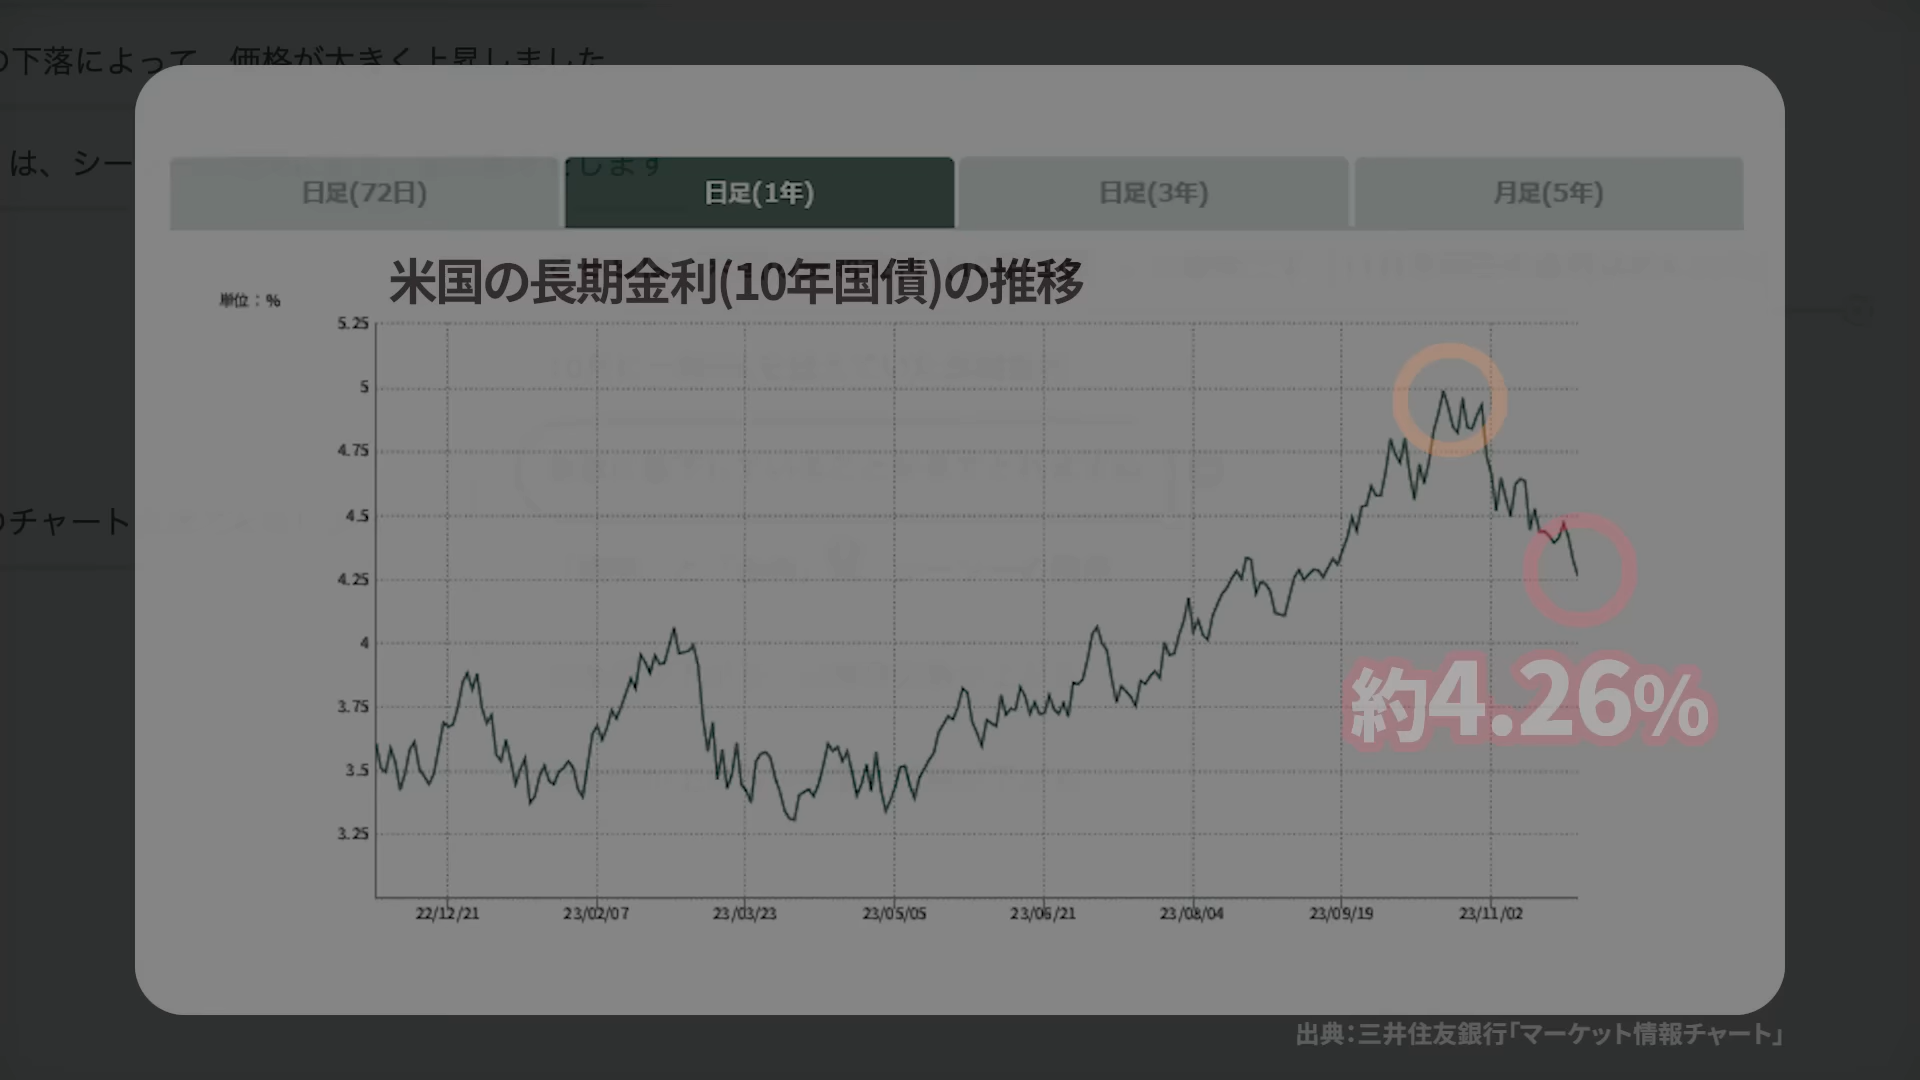 の下落によって、価格が大きく上昇しました
は、シー
とします
日足(72日)
日足(1年)
日足(3年)
月足(5年)
米国の長期金利(10年国債)の推移
単位：%
5.25
5
4.75
4.5
4.25
4
3.75
3.5
3.25
のチャート
約4.26%
22/12/21
23/02/07
23/03/23
23/05/05
23/06/21
23/08/04
23/09/19
23/11/02
出典：三井住友銀行「マーケット情報チャート」